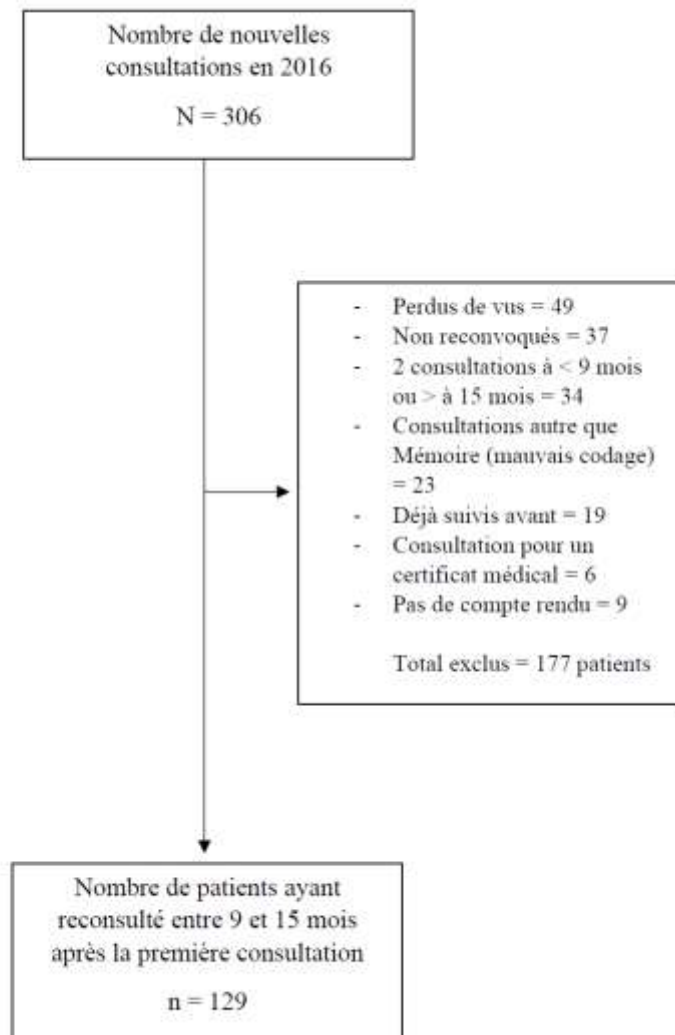 Nombre de nouvelles
consultations en 2016
N = 306
- Perdus de vus = 49
- Non reconvoqués = 37
- 2 consultations à < 9 mois
ou > à 15 mois = 34
- Consultations autre que
Mémoire (mauvais codage)
= 23
- Déjà suivis avant = 19
- Consultation pour un
certificat médical = 6
- Pas de compte rendu = 9
Total exclus = 177 patients
Nombre de patients ayant
reconsulté entre 9 et 15 mois
après la première consultation
n = 129